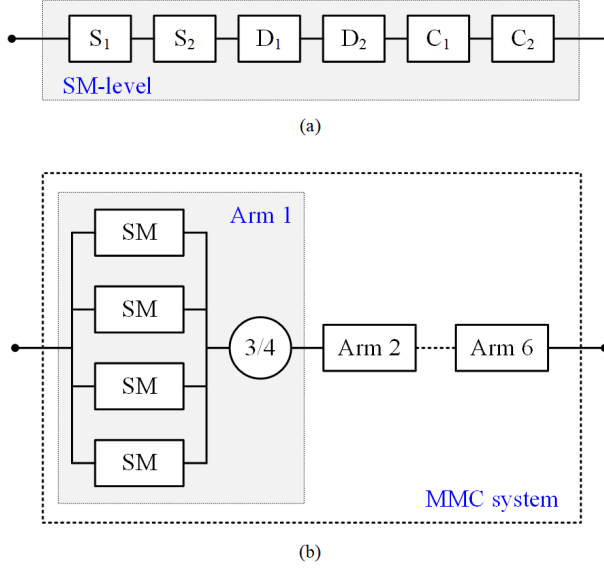 S₁ S₂ D₁ D₂ C₁ C₂
SM-level
(a)
Arm 1
SM
SM
SM
SM
3/4
Arm 2
Arm 6
MMC system
(b)